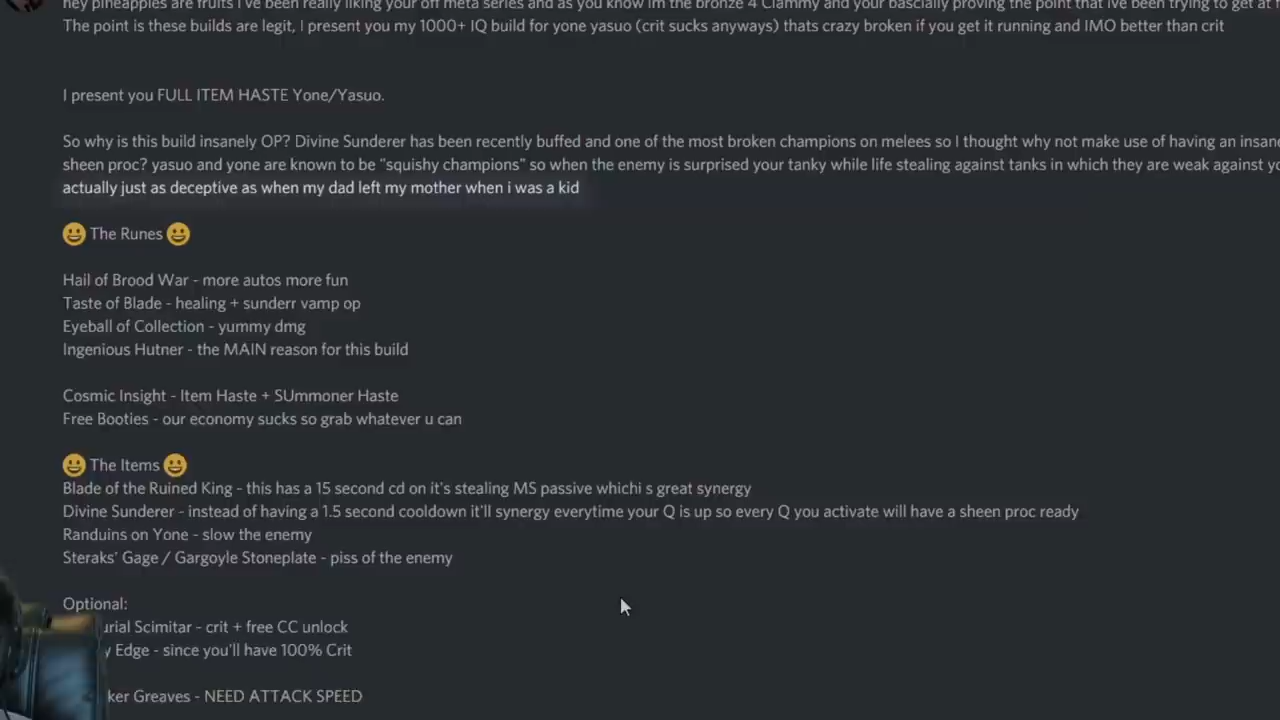 hey pineapples are fruits I've been really liking your off meta series and as you know im the bronze 4 Clammy and your bascially proving the point that ive been trying to get at
The point is these builds are legit, I present you my 1000+ IQ build for yone yasuo (crit sucks anyways) thats crazy broken if you get it running and IMO better than crit
I present you FULL ITEM HASTE Yone/Yasuo.
So why is this build insanely OP? Divine Sunderer has been recently buffed and one of the most broken champions on melees so I thought why not make use of having an insane
sheen proc? yasuo and yone are known to be "squishy champions" so when the enemy is surprised your tanky while life stealing against tanks in which they are weak against
actually just as deceptive as when my dad left my mother when i was a kid
😀 The Runes 😀
Hail of Brood War - more autos more fun
Taste of Blade - healing + sunderr vamp op
Eyeball of Collection - yummy dmg
Ingenious Hutner - the MAIN reason for this build
Cosmic Insight - Item Haste + SUmmoner Haste
Free Booties - our economy sucks so grab whatever u can
😀 The Items 😀
Blade of the Ruined King - this has a 15 second cd on it's stealing MS passive whichi s great synergy
Divine Sunderer - instead of having a 1.5 second cooldown it'll synergy everytime your Q is up so every Q you activate will have a sheen proc ready
Randuins on Yone - slow the enemy
Steraks' Gage / Gargoyle Stoneplate - piss of the enemy
Optional:
urial Scimitar - crit + free CC unlock
y Edge - since you'll have 100% Crit
ker Greaves - NEED ATTACK SPEED